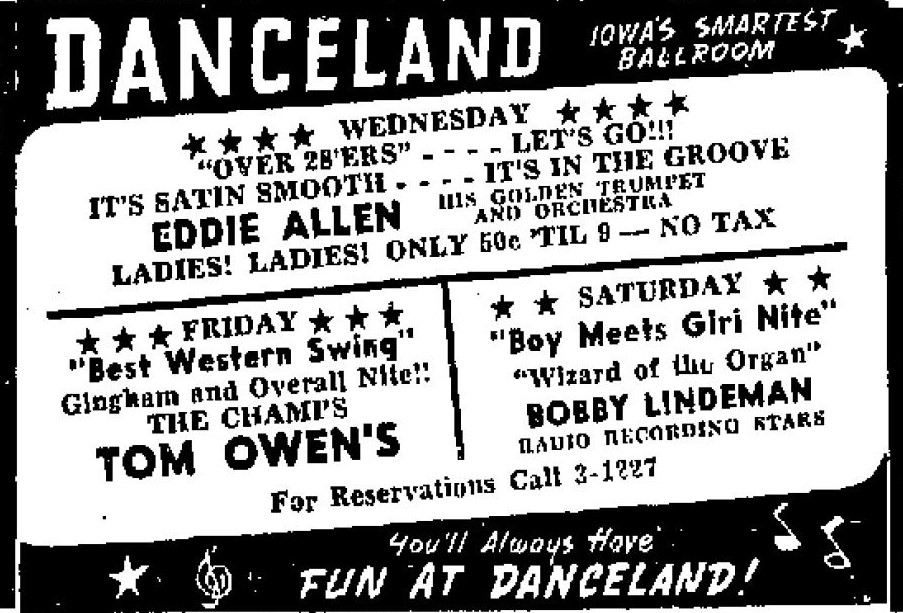 DANCELAND
IOWA'S SMARTEST
BALLROOM
WEDNESDAY
"OVER 28'ERS" - - - - LET'S GO!!!
IT'S SATIN SMOOTH - - - - IT'S IN THE GROOVE
EDDIE ALLEN
HIS GOLDEN TRUMPET
AND ORCHESTRA
LADIES! LADIES! ONLY 50c 'TIL 9 — NO TAX
FRIDAY
"Best Western Swing"
Gingham and Overall Nite!!
THE CHAMPS
TOM OWEN'S
SATURDAY
"Boy Meets Girl Nite"
"Wizard of the Organ"
BOBBY LINDEMAN
RADIO RECORDING STARS
For Reservations Call
You'll Always Have
FUN AT DANCELAND!